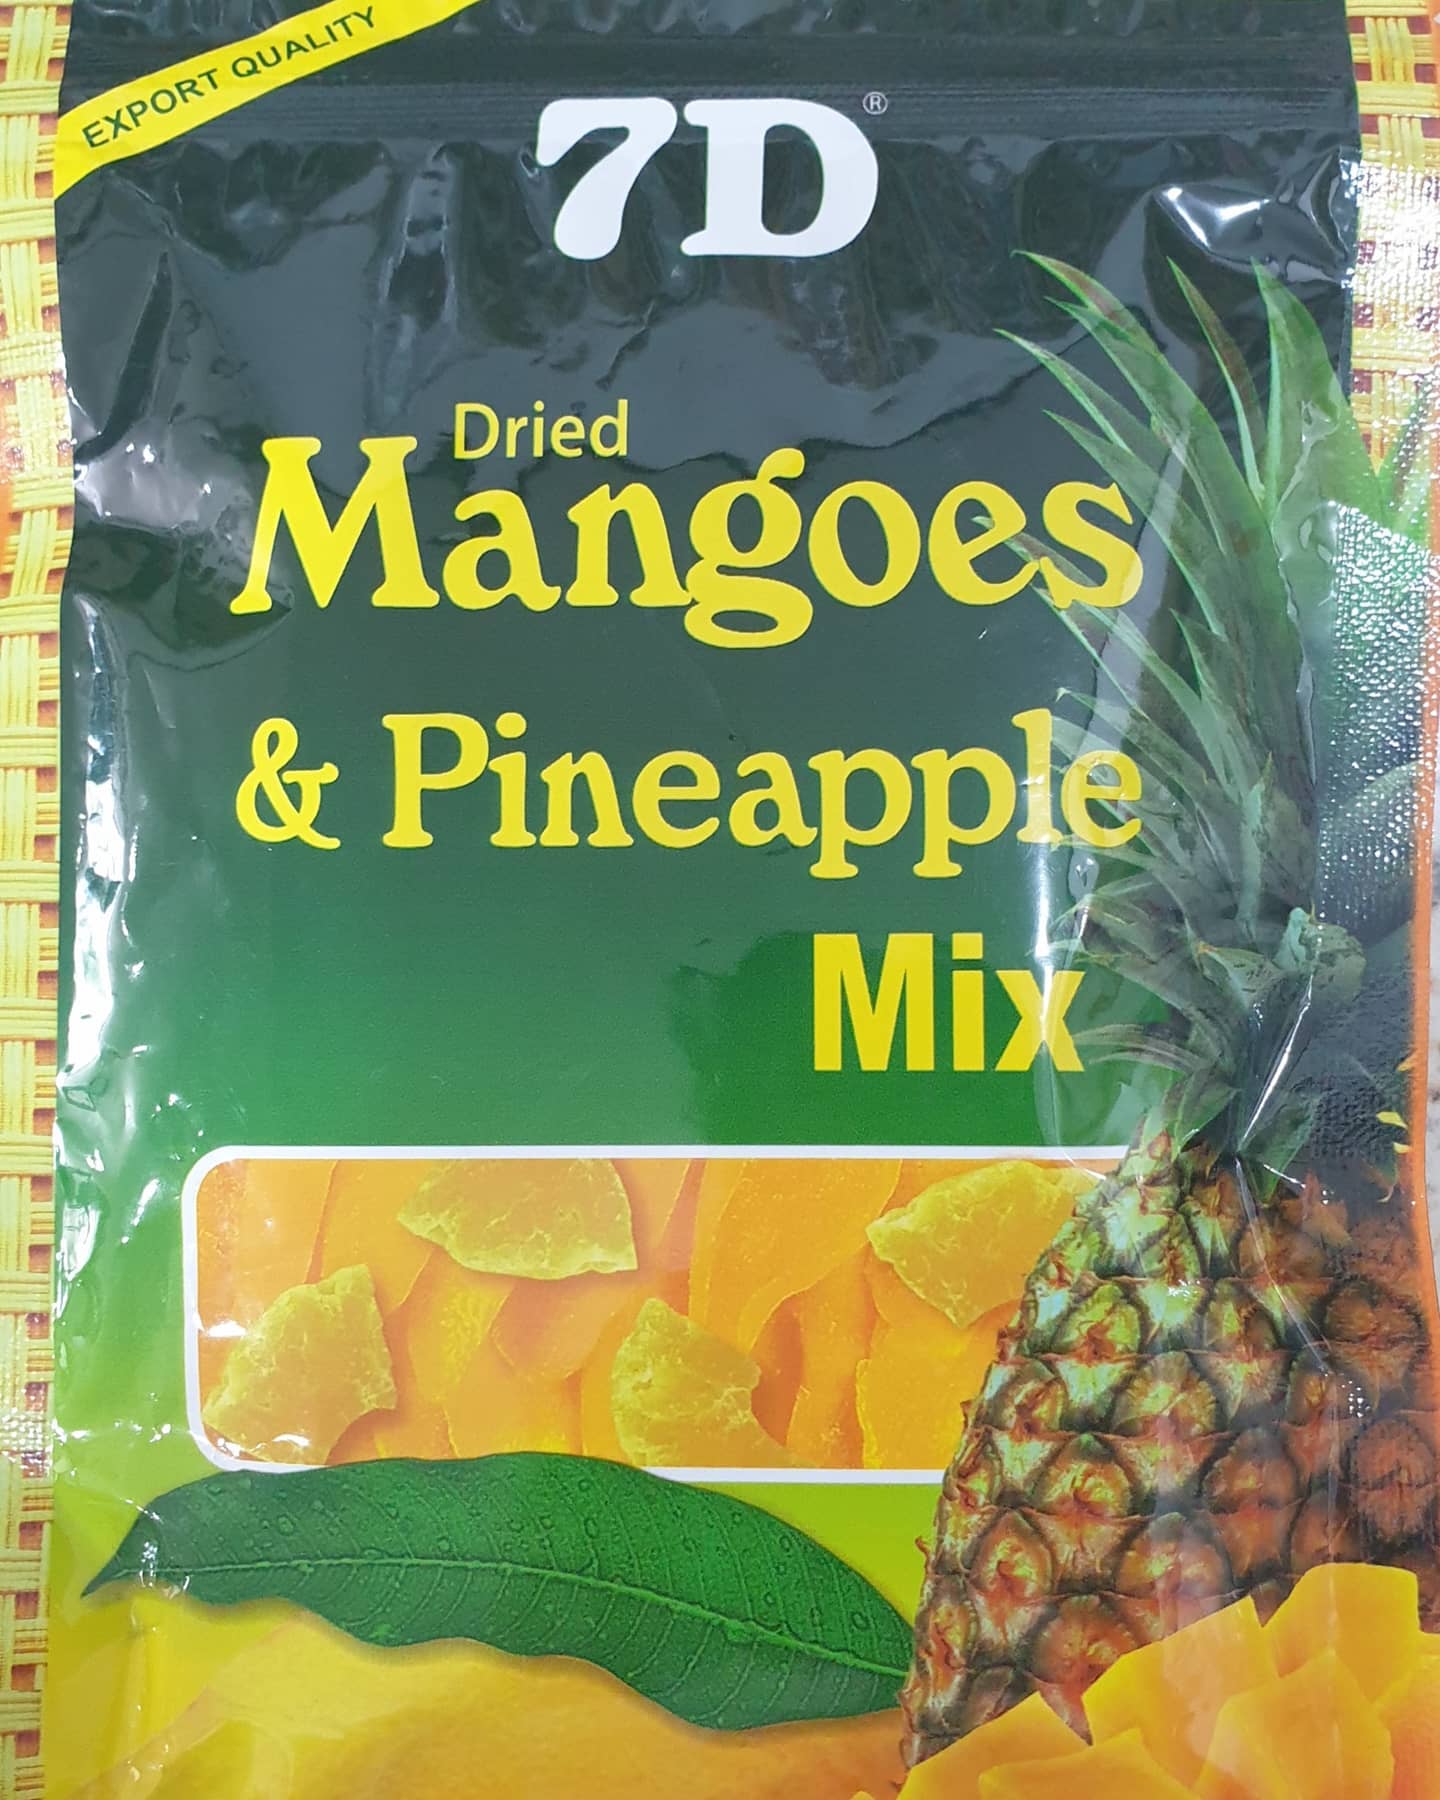 EXPORT QUALITY
7D®
Dried
Mangoes
& Pineapple
Mix